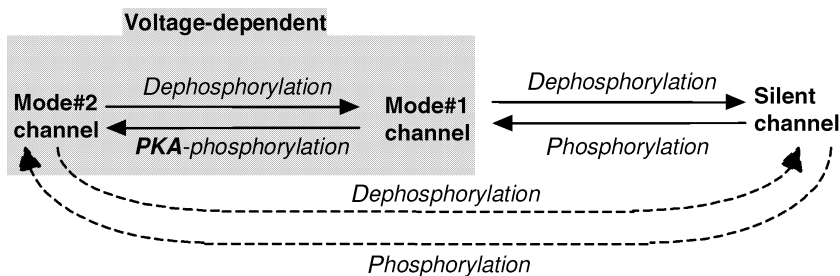 Voltage-dependent
Dephosphorylation
Dephosphorylation
Mode#2
channel
Mode#1
channel
Silent
channel
PKA-phosphorylation
Phosphorylation
Dephosphorylation
Phosphorylation